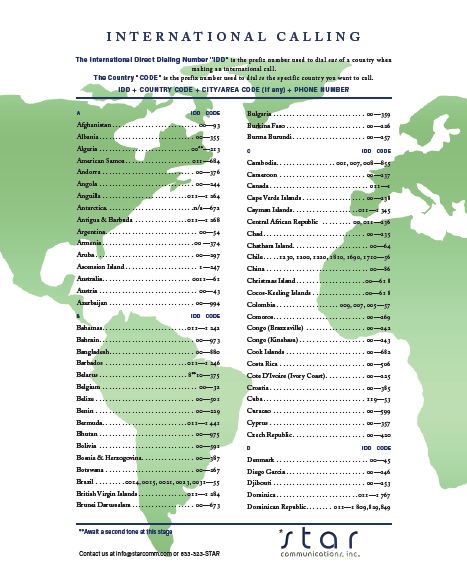 INTERNATIONAL CALLING
The International Direct Dialing Number "IDD" is the prefix number used to dial out of a country when
making an international call.
The Country "CODE" is the prefix number used to dial to the specific country you want to call.
IDD + COUNTRY CODE + CITY/AREA CODE (if any) + PHONE NUMBER
A IDD CODE
Afghanistan 00—93
Albania 00—355
Algeria 00**—213
American Samoa 011—684
Andorra 00—376
Angola 00—244
Anguilla 011—1 264
Antarctica n/a—672
Antigua & Barbuda 011—1 268
Argentina 00—54
Armenia 00—374
Aruba 00—297
Ascension Island 1—247
Australia 0011—61
Austria 00—43
Azerbaijan 00—994
B IDD CODE
Bahamas 011—1 242
Bahrain 00—973
Bangladesh 00—880
Barbados 011—1 246
Belarus 8**10—375
Belgium 00—32
Belize 00—501
Benin 00—229
Bermuda 011—1 441
Bhutan 00—975
Bolivia 00—591
Bosnia & Herzegovina 00—387
Botswana 00—267
Brazil 0014, 0015, 0021, 0023, 0031—55
British Virgin Islands 011—1 284
Brunei Darussalam 00—673
Bulgaria 00—359
Burkina Faso 00—226
Burma Burundi 00—257
C IDD CODE
Cambodia 001, 007, 008—855
Cameroon 00—237
Canada 011—1
Cape Verda Islands 00—238
Cayman Islands 011—1 345
Central African Republic 00, 011—236
Chad 00—235
Chatham Island 00—64
Chile 1230, 1200, 1220, 1810, 1690, 1710—56
China 00—86
Christmas Island 00—618
Cocos-Keeling Islands 00—618
Colombia 009, 007, 005—57
Comoros 00—269
Congo (Brazzaville) 00—242
Congo (Kinshasa) 00—243
Cook Islands 00—682
Costa Rica 00—506
Cote D'Ivoire (Ivory Coast) 00—225
Croatia 00—385
Cuba 119—53
Curacao 00—599
Cyprus 00—357
Czech Republic 00—420
D IDD CODE
Denmark 00—45
Diego Garcia 00—246
Djibouti 00—253
Dominica 011—1 767
Dominican Republic 011—1 809,829,849
**Await a second tone at this stage
Contact us at info@starcomm.com or 833-323-STAR
*star
communications, inc.